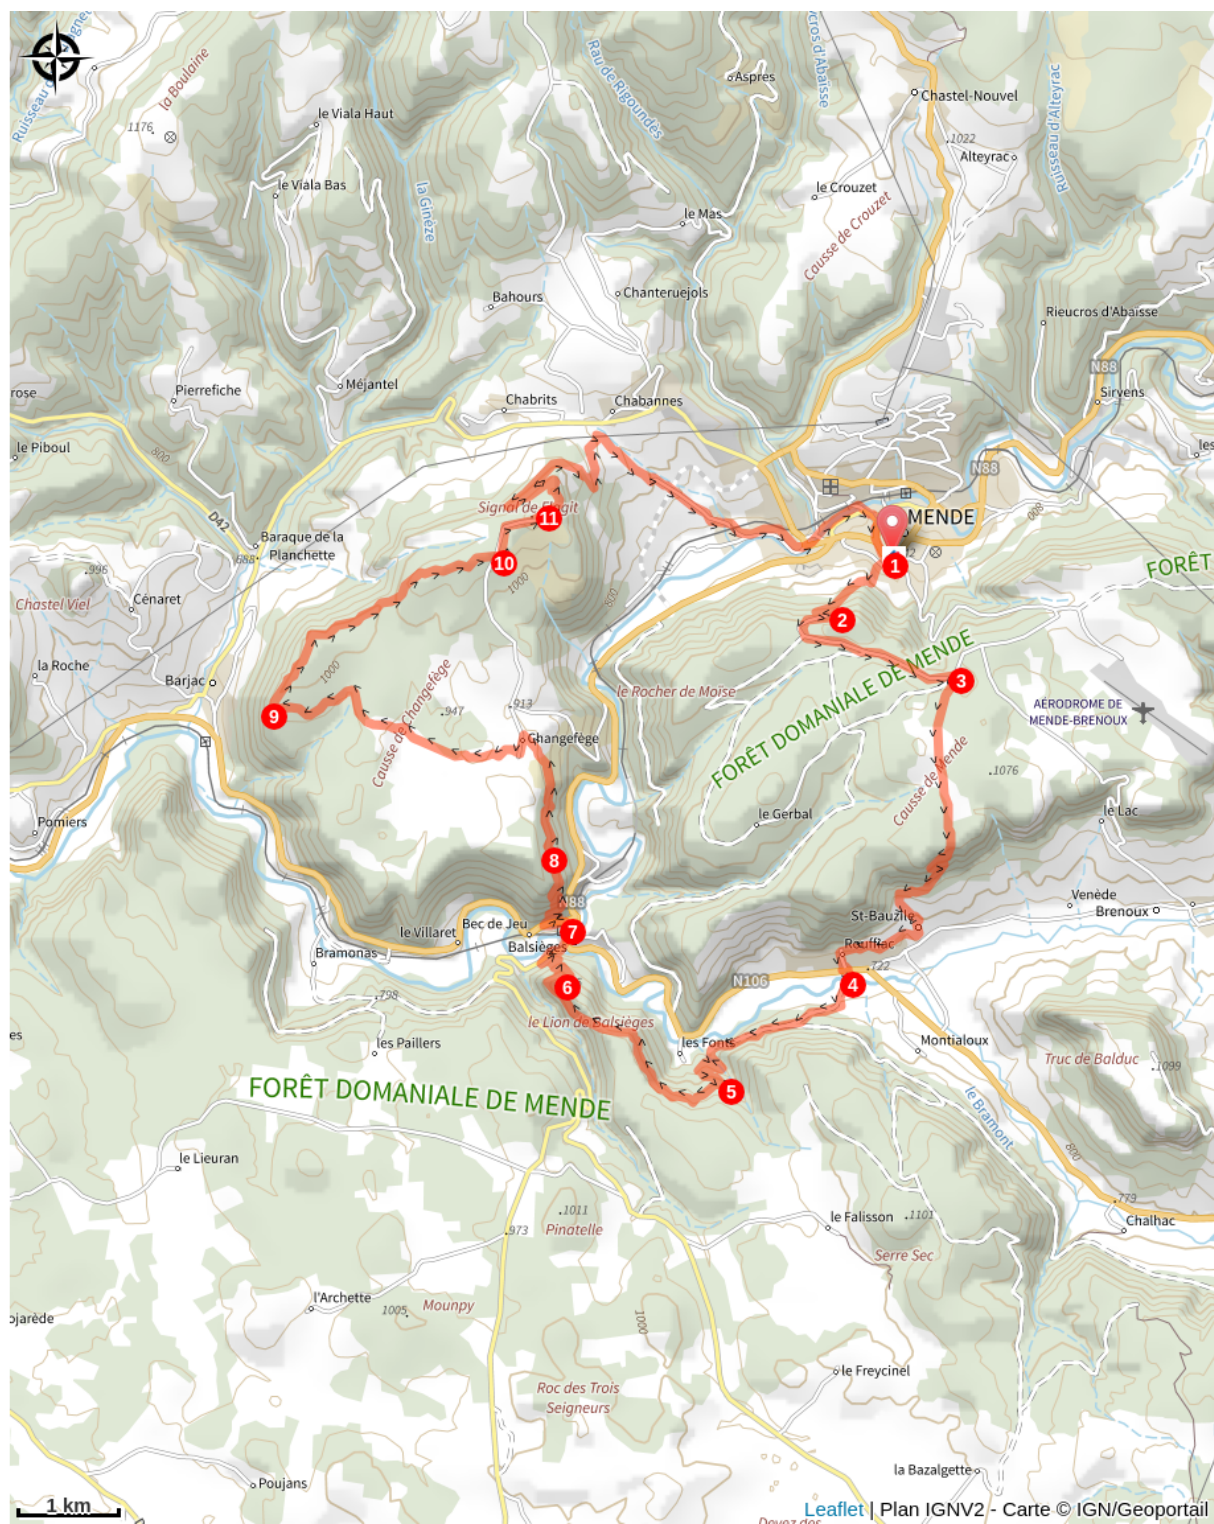 la Boulaine
Ruisseau
Rau de Rigoundes
Aspres
Chastel-Nouvel
Ruisseau d'Alteyrac
le Viala Haut
1176
1022
Alteyrac
le Viala Bas
la Ginèze
le Crouzet
Causse de Crouzet
le Mas
Bahours
Chanteruejols
Rieucros d'Abaïsse
N88
Pierrefiche
Méjantel
Chabrits
Chabannes
Sirvens
le Piboul
800
N88
Signal de
11
MENDE
D42
Baraque de la
Planchette
688
10
1000
1
800
800
FORÊT
996
Chastel Viel
Cénaret
2
la Roche
1000
Barjac
le Rocher de Moïse
FORÊT DOMANIALE DE MENDE
3
AÉRODROME DE
MENDE-BRENOUX
9
947
913
Changefège
Causse de Changefège
1076
Causse de Mende
le Gerbal
le Lac
Pomiers
8
N88
Venède
Brenoux
St-Bauzile
Bec de Jeu
7
le Villaret
Balsièges
Rouffiac
Bramonas
722
N106
4
6
798
le Lion de Balsièges
les Paillers
les Fonts
Montialoux
Truc de Balduc
1099
5
FORÊT DOMANIALE DE MENDE
le Bramont
800
le Lieuran
779
1011
Pinatelle
973
le Falisson
1101
Chalhac
Serre Sec
l'Archette
1005
Mounpy
1000
le Freycinel
Roc des Trois
Seigneurs
la Bazalgette
Poujans
1 km
Leaflet | Plan IGNV2 - Carte © IGN/Geoportail